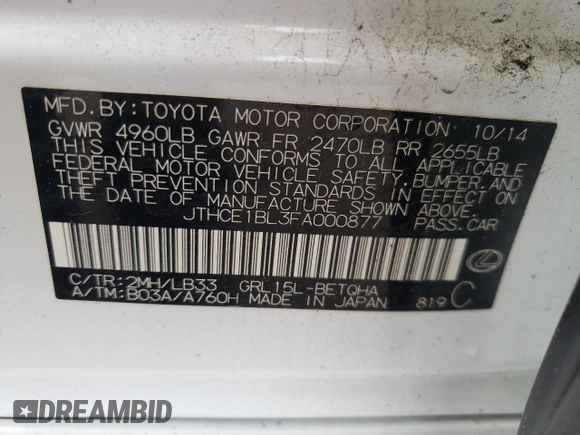 MFD.BY:TOYOTA MOTOR CORPORATION 10/14
GVWR 4960LB GAWR FR 2470LB RR 2655LB
THIS VEHICLE CONFORMS TO ALL APPLICABLE
FEDERAL MOTOR VEHICLE SAFETY,BUMPER,AND
THEFT PREVENTION STANDARDS IN EFFECT ON
THE DATE OF MANUFACTURE SHOWN ABOVE.
JTHCE1BL3FA000877 PASS.CAR
C/TR:2MH/LB33 GRL15L-BETQHA
A/TM:B03A/A760H MADE IN JAPAN 819 C
DREAMBID